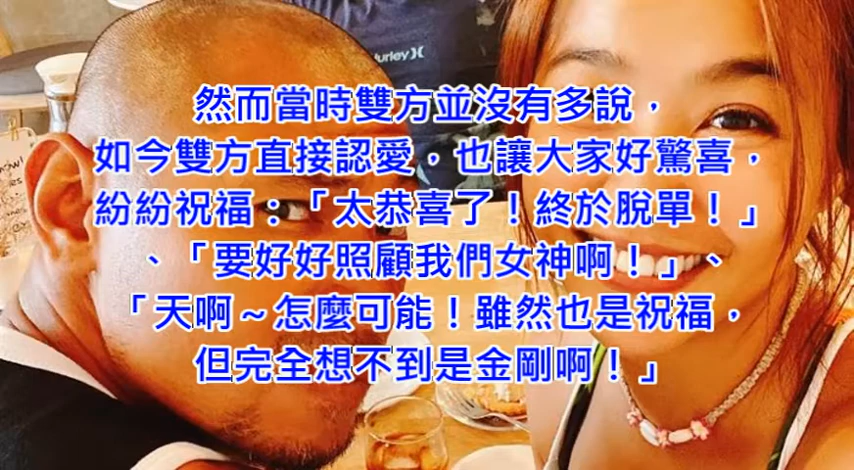 Hurley
然而當時雙方並沒有多說，
如今雙方直接認愛，也讓大家好驚喜，
紛紛祝福：「太恭喜了！終於脫單！」
、「要好好照顧我們女神啊！」、
「天啊～怎麼可能！雖然也是祝福，
但完全想不到是金剛啊！」